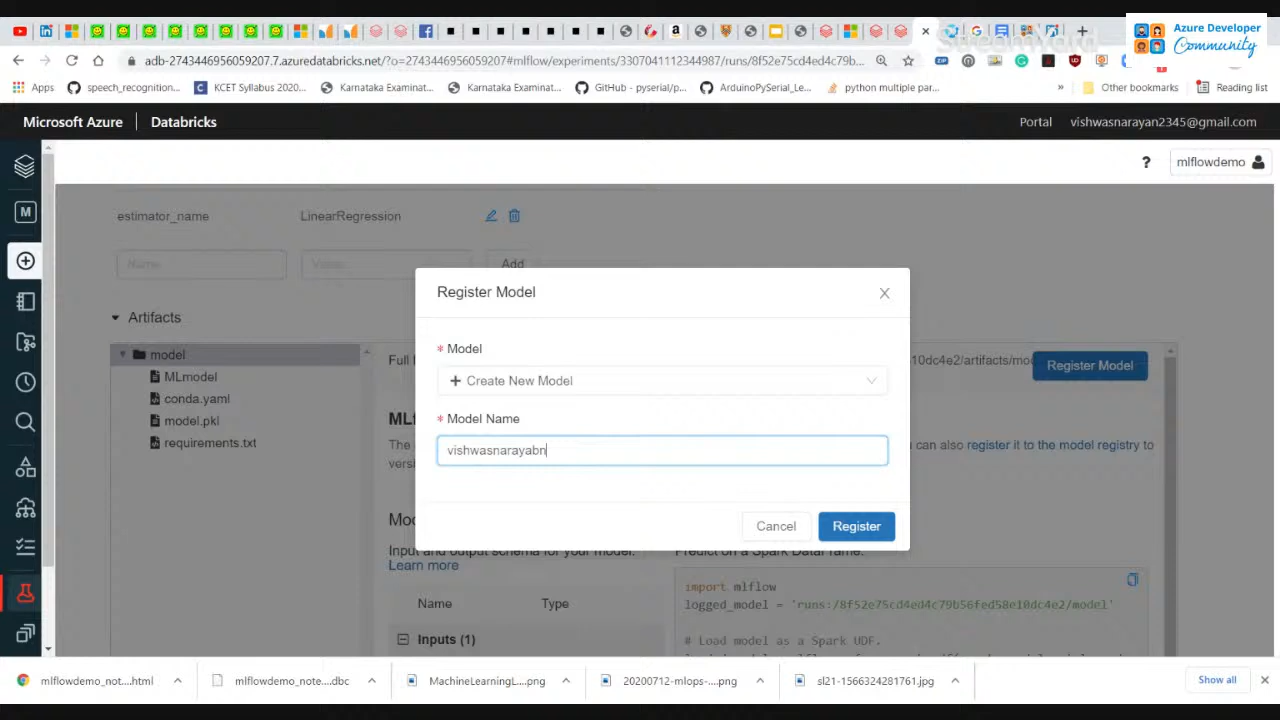 Azure Developer
Community
adb-2743446956059207.7.azuredatabricks.net/?o=2743446956059207#mlflow/experiments/3307041112344987/runs/8f52e75cd4ed4c79b...
Apps
speech_recognition...
KCET Syllabus 2020...
Karnataka Examinat...
Karnataka Examinat...
GitHub - pyserial/p...
ArduinoPySerial_Le...
python multiple par...
»
Other bookmarks
Reading list
Microsoft Azure
Databricks
Portal
vishwasnarayan2345@gmail.com
?
mlflowdemo
estimator_name
LinearRegression
Name
Value
Add
Register Model
Artifacts
* Model
model
Full
10dc4e2/artifacts/mod
Register Model
MLmodel
+ Create New Model
conda.yaml
model.pkl
* Model Name
MLf
requirements.txt
The
can also register it to the model registry to
vishwasnarayabn
versi
Cancel
Register
Mod
Input and output schema for your model.
Learn more
Predict on a Spark DataFrame:
Name
Type
import mlflow
logged_model = 'runs:/8f52e75cd4ed4c79b56fed58e10dc4e2/model'
Inputs (1)
# Load model as a Spark UDF.
mlflowdemo_not....html
mlflowdemo_note....dbc
MachineLearningL....png
20200712-mlops-....png
sl21-1566324281761.jpg
Show all